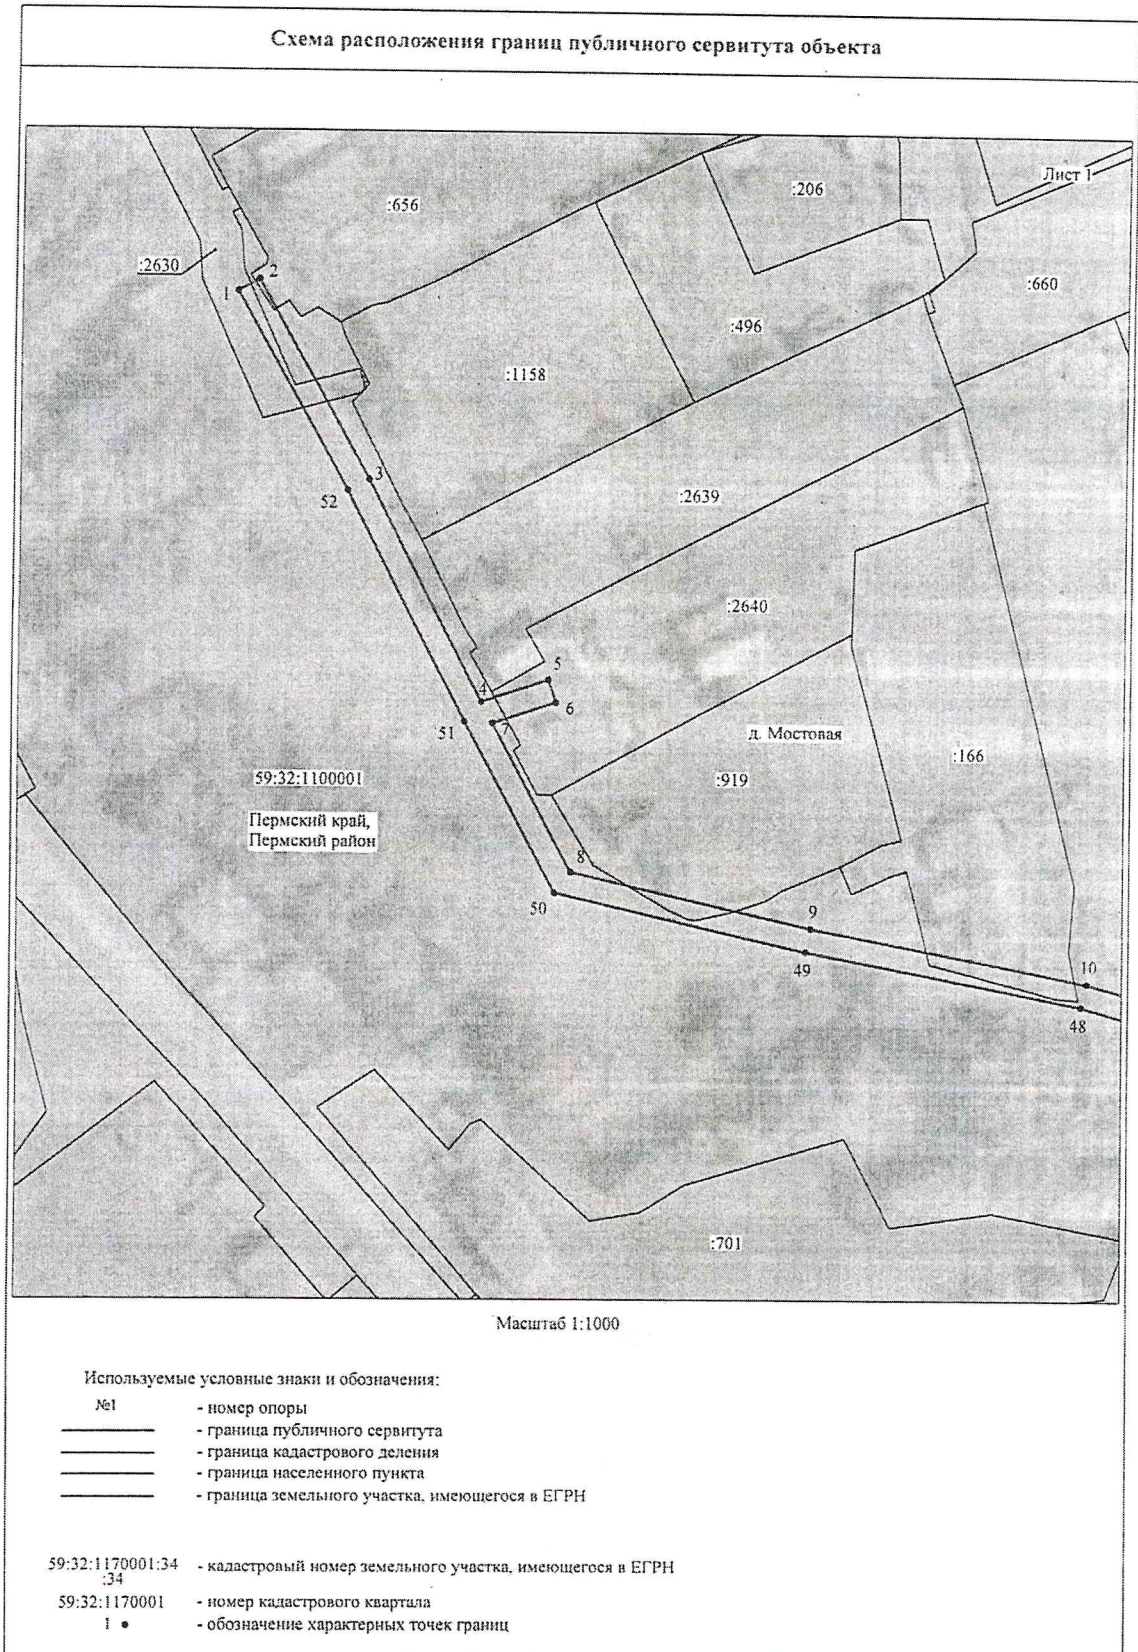 Схема расположения границ публичного сервитута объекта
Лист 1
:206
:656
:2630
2
1
:660
:496
:1158
3
52
:2639
:2640
5
4
6
7
51
д. Мостовая
:166
59:32:1100001
:919
Пермский край,
Пермский район
8
50
9
49
10
48
:701
Масштаб 1:1000
Используемые условные знаки и обозначения:
№1 - номер опоры
- граница публичного сервитута
- граница кадастрового деления
- граница населенного пункта
- граница земельного участка, имеющегося в ЕГРН
59:32:1170001:34 - кадастровый номер земельного участка, имеющегося в ЕГРН
:34
59:32:1170001 - номер кадастрового квартала
1 - обозначение характерных точек границ